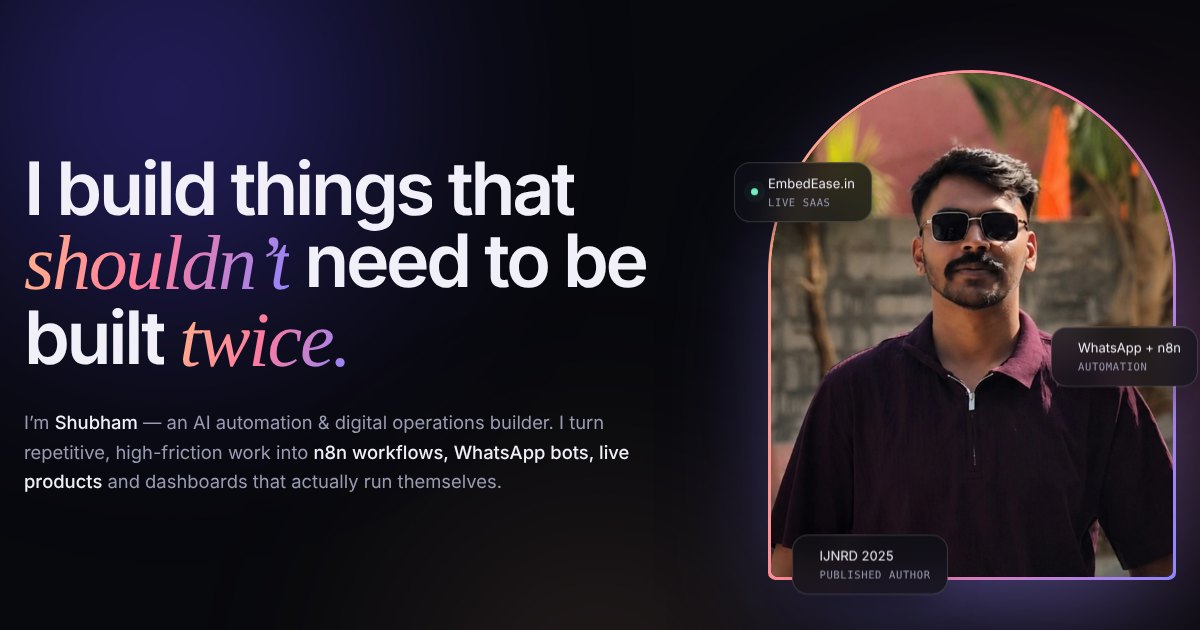 I build things that
shouldn’t need to be
built twice.
I’m Shubham — an AI automation & digital operations builder. I turn
repetitive, high-friction work into n8n workflows, WhatsApp bots, live
products and dashboards that actually run themselves.
EmbedEase.in
LIVE SAAS
WhatsApp + n8n
AUTOMATION
IJNRD 2025
PUBLISHED AUTHOR